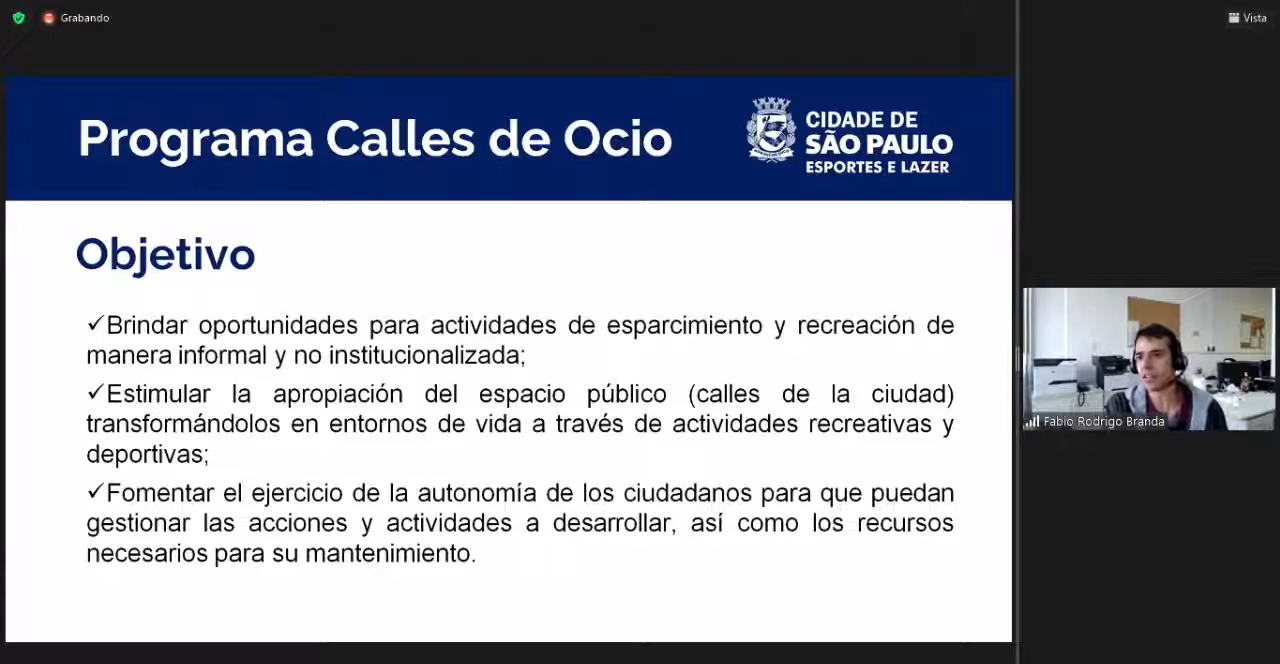 Grabando
Vista
Programa Calles de Ocio
CIDADE DE
SÃO PAULO
ESPORTES E LAZER
Objetivo
✓Brindar oportunidades para actividades de esparcimiento y recreación de
manera informal y no institucionalizada;
✓Estimular la apropiación del espacio público (calles de la ciudad)
transformándolos en entornos de vida a través de actividades recreativas y
deportivas;
✓Fomentar el ejercicio de la autonomía de los ciudadanos para que puedan
gestionar las acciones y actividades a desarrollar, así como los recursos
necesarios para su mantenimiento.
Fabio Rodrigo Branda